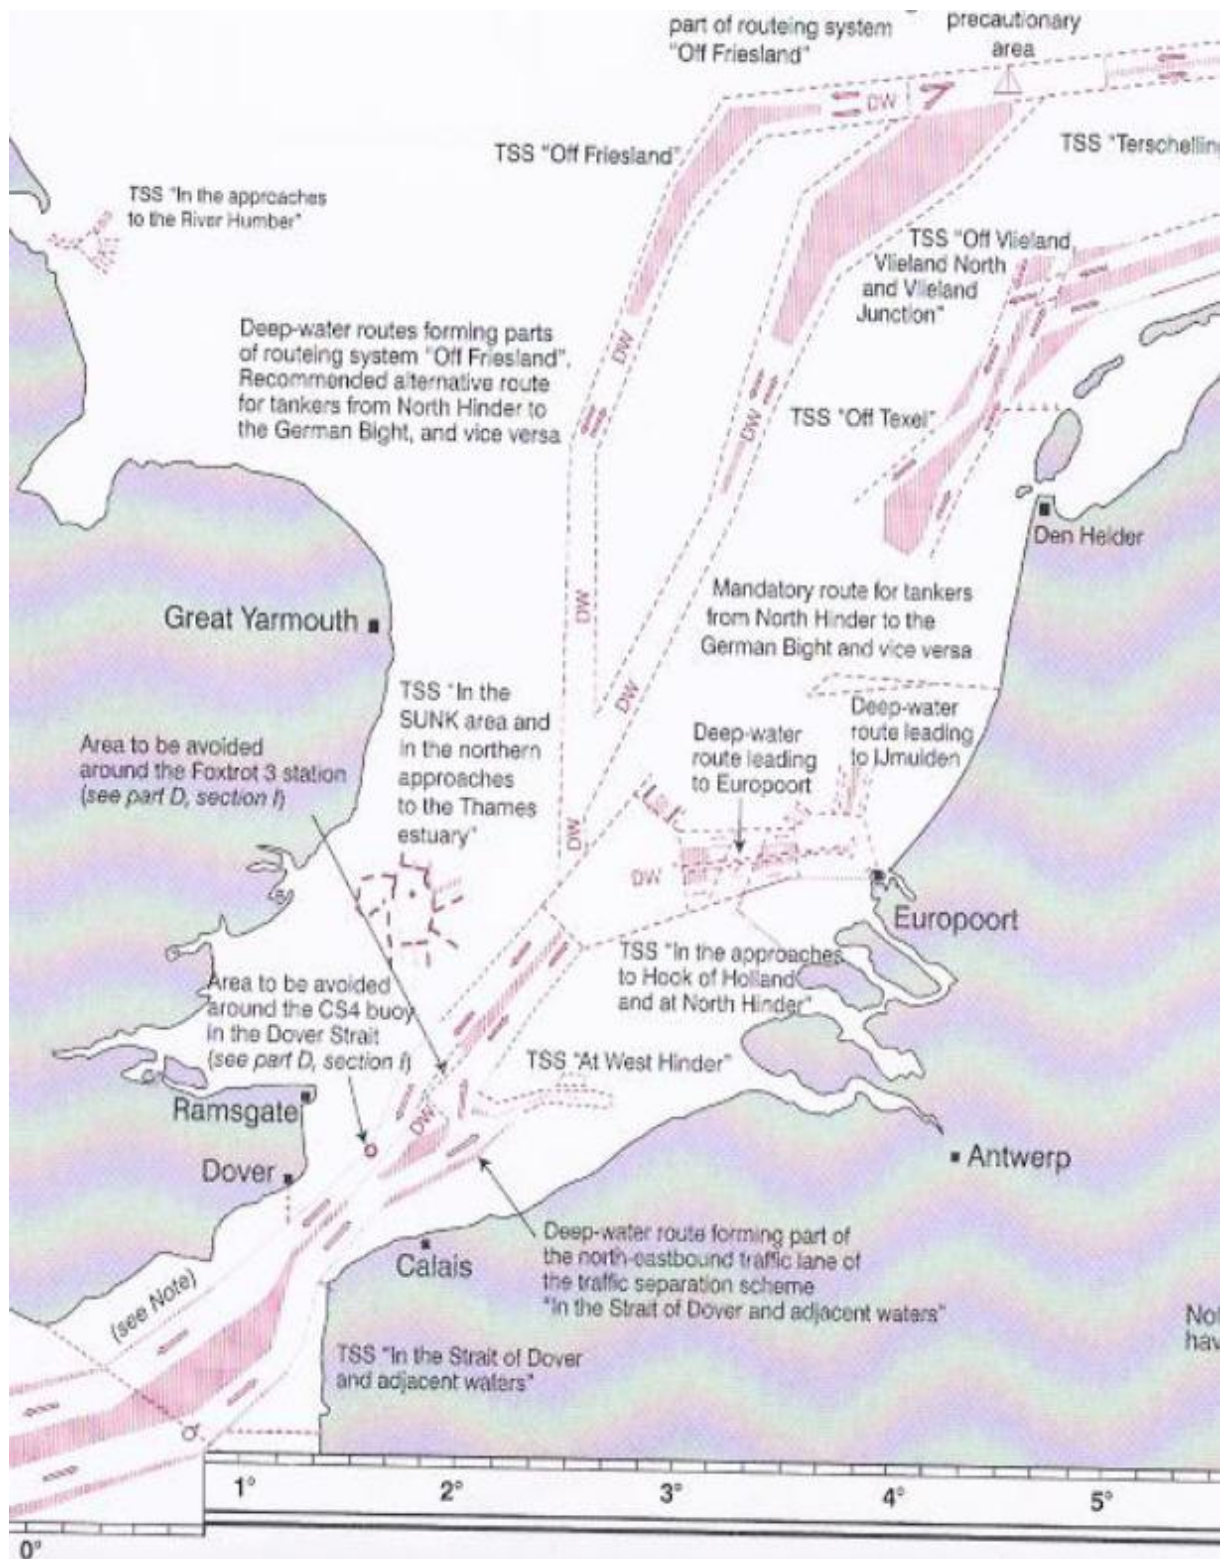 part of routeing system
"Off Friesland"
precautionary
area
DW
TSS "Off Friesland"
TSS "Terschelling
TSS "In the approaches
to the River Humber"
TSS "Off Vlieland,
Vlieland North
and Vlieland
Junction"
Deep-water routes forming parts
of routeing system "Off Friesland".
Recommended alternative route
for tankers from North Hinder to
the German Bight, and vice versa
DW
DW
TSS "Off Texel"
Den Helder
DW
Mandatory route for tankers
from North Hinder to the
German Bight and vice versa
Great Yarmouth
DW
TSS "In the
SUNK area and
in the northern
approaches
to the Thames
estuary"
Deep-water
route leading
to IJmuiden
Deep-water
route leading
to Europoort
Area to be avoided
around the Foxtrot 3 station
(see part D, section I)
DW
DW
Europoort
TSS "In the approaches
to Hook of Holland
and at North Hinder"
Area to be avoided
around the CS4 buoy
in the Dover Strait
(see part D, section I)
TSS "At West Hinder"
Ramsgate
DW
Dover
Antwerp
Calais
Deep-water route forming part of
the north-eastbound traffic lane of
the traffic separation scheme
"In the Strait of Dover and adjacent waters"
(see Note)
TSS "In the Strait of Dover
and adjacent waters"
Not
hav
1°
2°
3°
4°
5°
0°